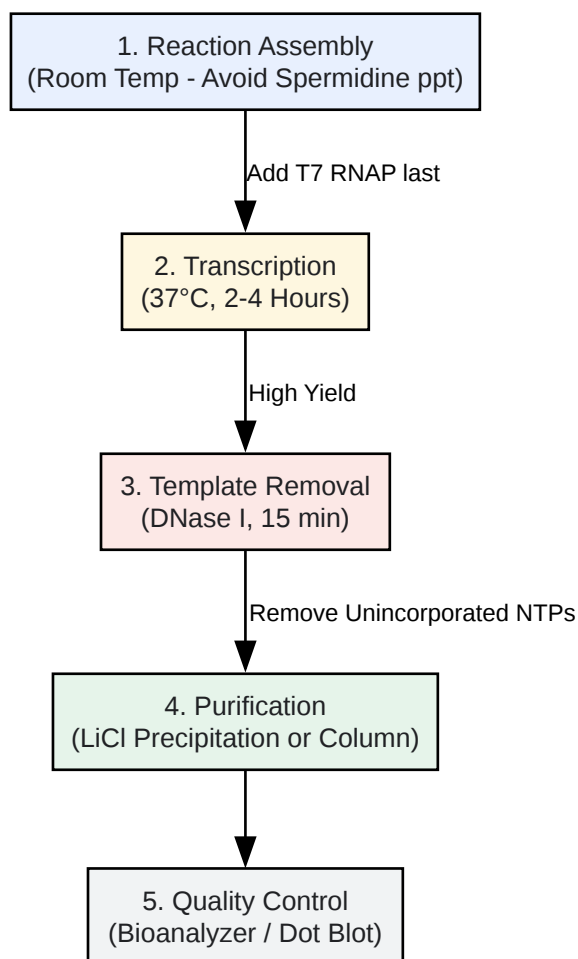 1. Reaction Assembly
(Room Temp - Avoid Spermidine ppt)
Add T7 RNAP last
2. Transcription
(37°C, 2-4 Hours)
High Yield
3. Template Removal
(DNase I, 15 min)
Remove Unincorporated NTPs
4. Purification
(LiCl Precipitation or Column)
5. Quality Control
(Bioanalyzer / Dot Blot)